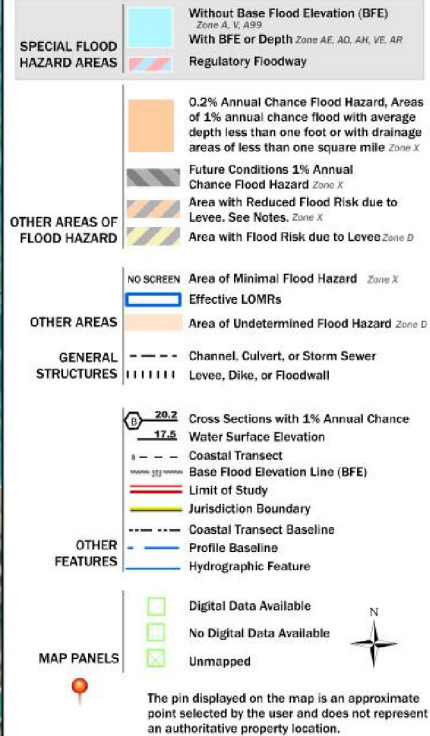 SPECIAL FLOOD
HAZARD AREAS
Without Base Flood Elevation (BFE)
Zone A, V, A99
With BFE or Depth Zone AE, AO, AH, VE, AR
Regulatory Floodway
OTHER AREAS OF
FLOOD HAZARD
0.2% Annual Chance Flood Hazard, Areas
of 1% annual chance flood with average
depth less than one foot or with drainage
areas of less than one square mile Zone X
Future Conditions 1% Annual
Chance Flood Hazard Zone X
Area with Reduced Flood Risk due to
Levee. See Notes. Zone X
Area with Flood Risk due to Levee Zone D
OTHER AREAS
NO SCREEN Area of Minimal Flood Hazard Zone X
Effective LOMRs
Area of Undetermined Flood Hazard Zone D
GENERAL
STRUCTURES
Channel, Culvert, or Storm Sewer
Levee, Dike, or Floodwall
OTHER
FEATURES
B 20.2 Cross Sections with 1% Annual Chance
17.5 Water Surface Elevation
8 Coastal Transect
Base Flood Elevation Line (BFE)
Limit of Study
Jurisdiction Boundary
Coastal Transect Baseline
Profile Baseline
Hydrographic Feature
MAP PANELS
Digital Data Available
No Digital Data Available
Unmapped
N
The pin displayed on the map is an approximate
point selected by the user and does not represent
an authoritative property location.